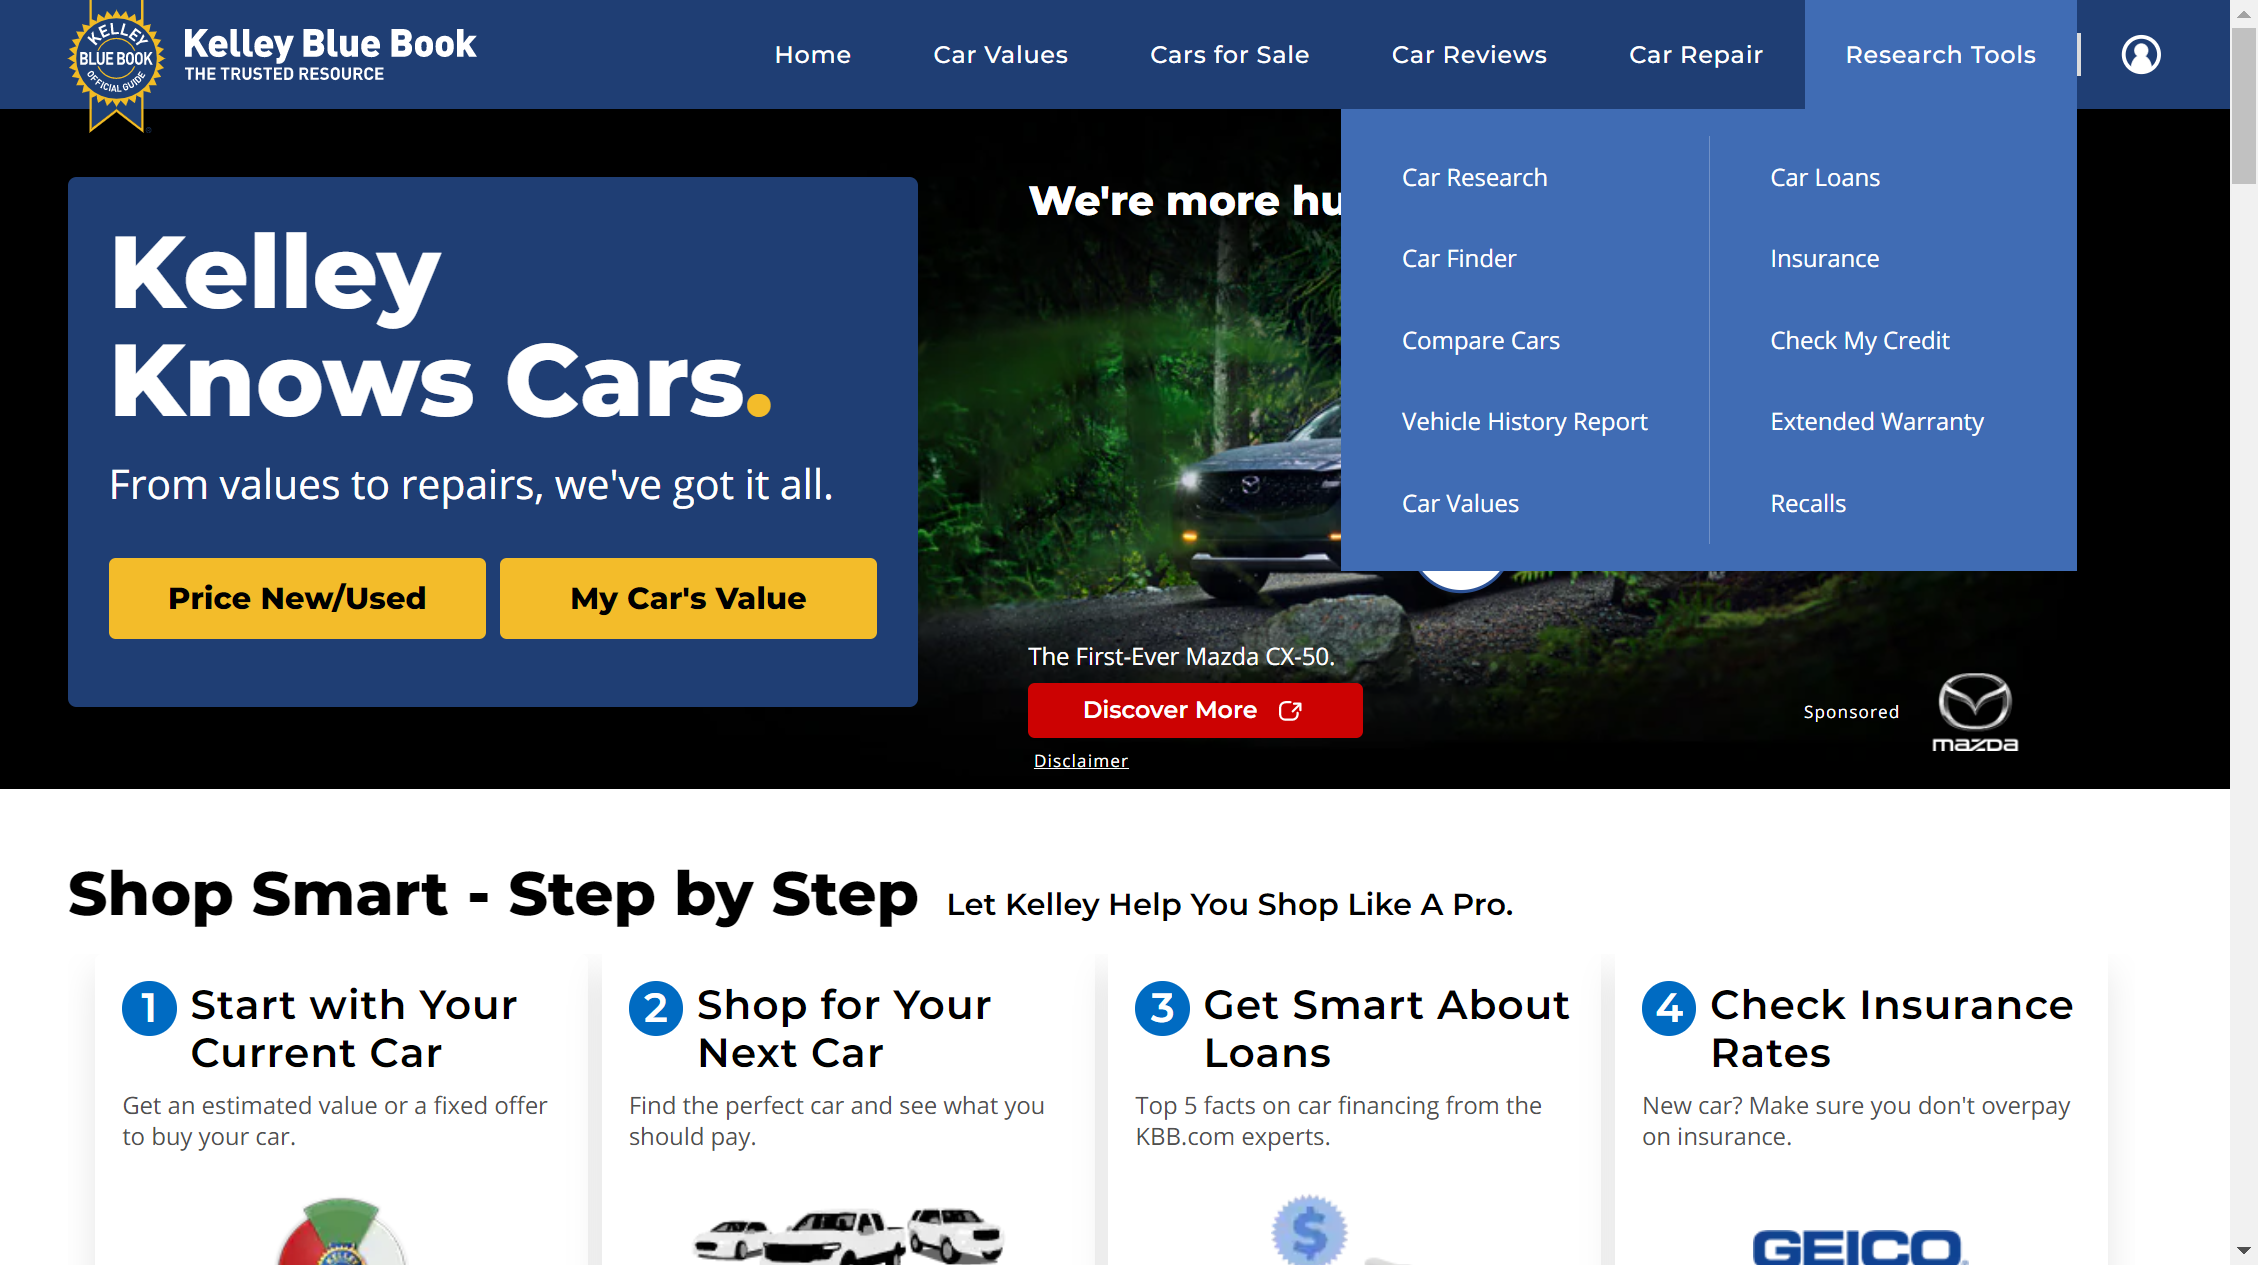 KELLEY
BLUE BOOK
OFFICIAL GUIDE
Kelley Blue Book
THE TRUSTED RESOURCE
Home
Car Values
Cars for Sale
Car Reviews
Car Repair
Research Tools
Car Research
Car Finder
Compare Cars
Vehicle History Report
Car Values
Car Loans
Insurance
Check My Credit
Extended Warranty
Recalls
Kelley
Knows Cars.
From values to repairs, we've got it all.
Price New/Used
My Car's Value
We're more hu
The First-Ever Mazda CX-50.
Discover More
Disclaimer
Sponsored
mazda
Shop Smart - Step by Step
Let Kelley Help You Shop Like A Pro.
1 Start with Your
Current Car
Get an estimated value or a fixed offer
to buy your car.
2 Shop for Your
Next Car
Find the perfect car and see what you
should pay.
3 Get Smart About
Loans
Top 5 facts on car financing from the
KBB.com experts.
4 Check Insurance
Rates
New car? Make sure you don't overpay
on insurance.
KELLEY
$
GEICO